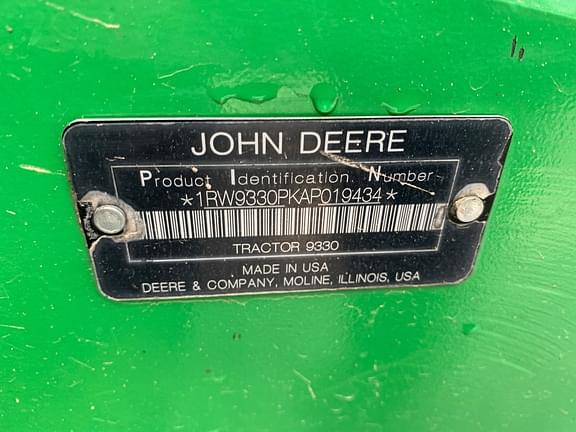 JOHN DEERE
Product Identification Number
*1RW9330PKAP019434*
TRACTOR 9330
MADE IN USA
DEERE & COMPANY, MOLINE, ILLINOIS, USA